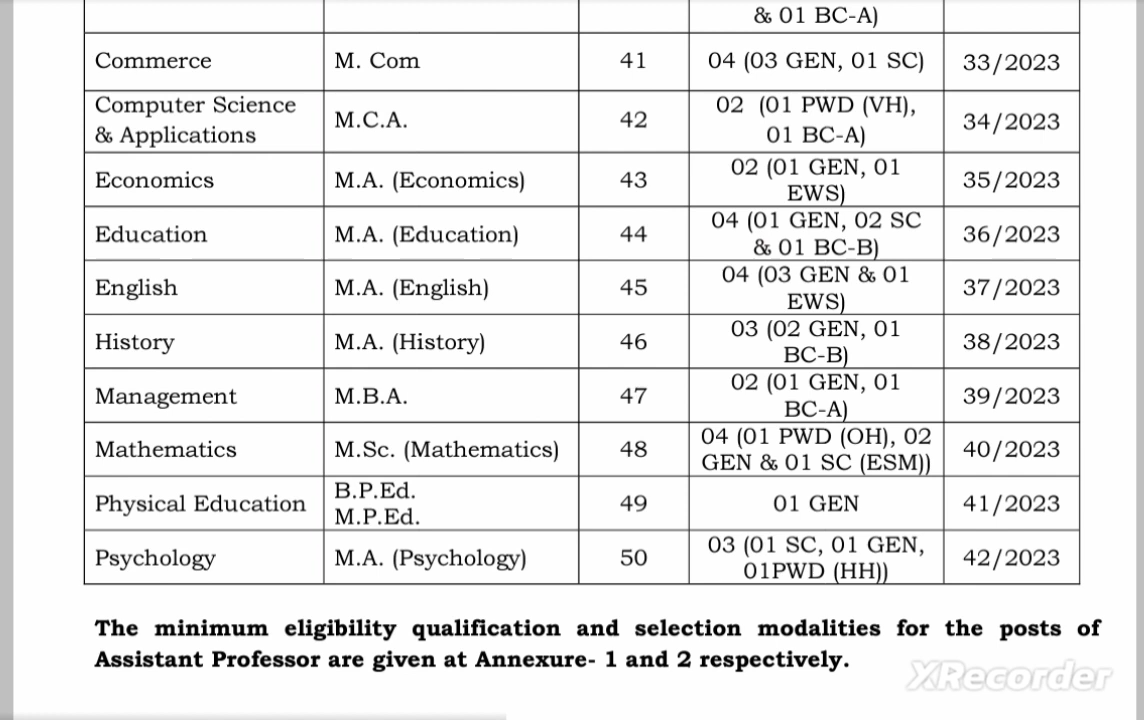 & 01 BC-A)
Commerce M. Com 41 04 (03 GEN, 01 SC) 33/2023
Computer Science
& Applications
M.C.A. 42
02 (01 PWD (VH),
01 BC-A)
34/2023
Economics M.A. (Economics) 43
02 (01 GEN, 01
EWS)
35/2023
Education M.A. (Education) 44
04 (01 GEN, 02 SC
& 01 BC-B)
36/2023
English M.A. (English) 45
04 (03 GEN & 01
EWS)
37/2023
History M.A. (History) 46
03 (02 GEN, 01
BC-B)
38/2023
Management M.B.A. 47
02 (01 GEN, 01
BC-A)
39/2023
Mathematics M.Sc. (Mathematics) 48
04 (01 PWD (OH), 02
GEN & 01 SC (ESM))
40/2023
Physical Education
B.P.Ed.
M.P.Ed.
49 01 GEN 41/2023
Psychology M.A. (Psychology) 50
03 (01 SC, 01 GEN,
01PWD (HH))
42/2023
The minimum eligibility qualification and selection modalities for the posts of
Assistant Professor are given at Annexure- 1 and 2 respectively.
XRecorder